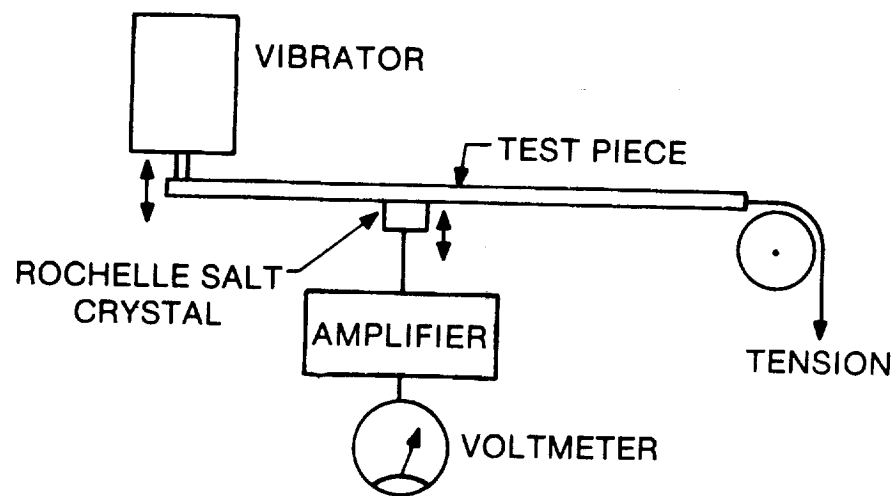 VIBRATOR
TEST PIECE
ROCHELLE SALT
CRYSTAL
AMPLIFIER
TENSION
VOLTMETER